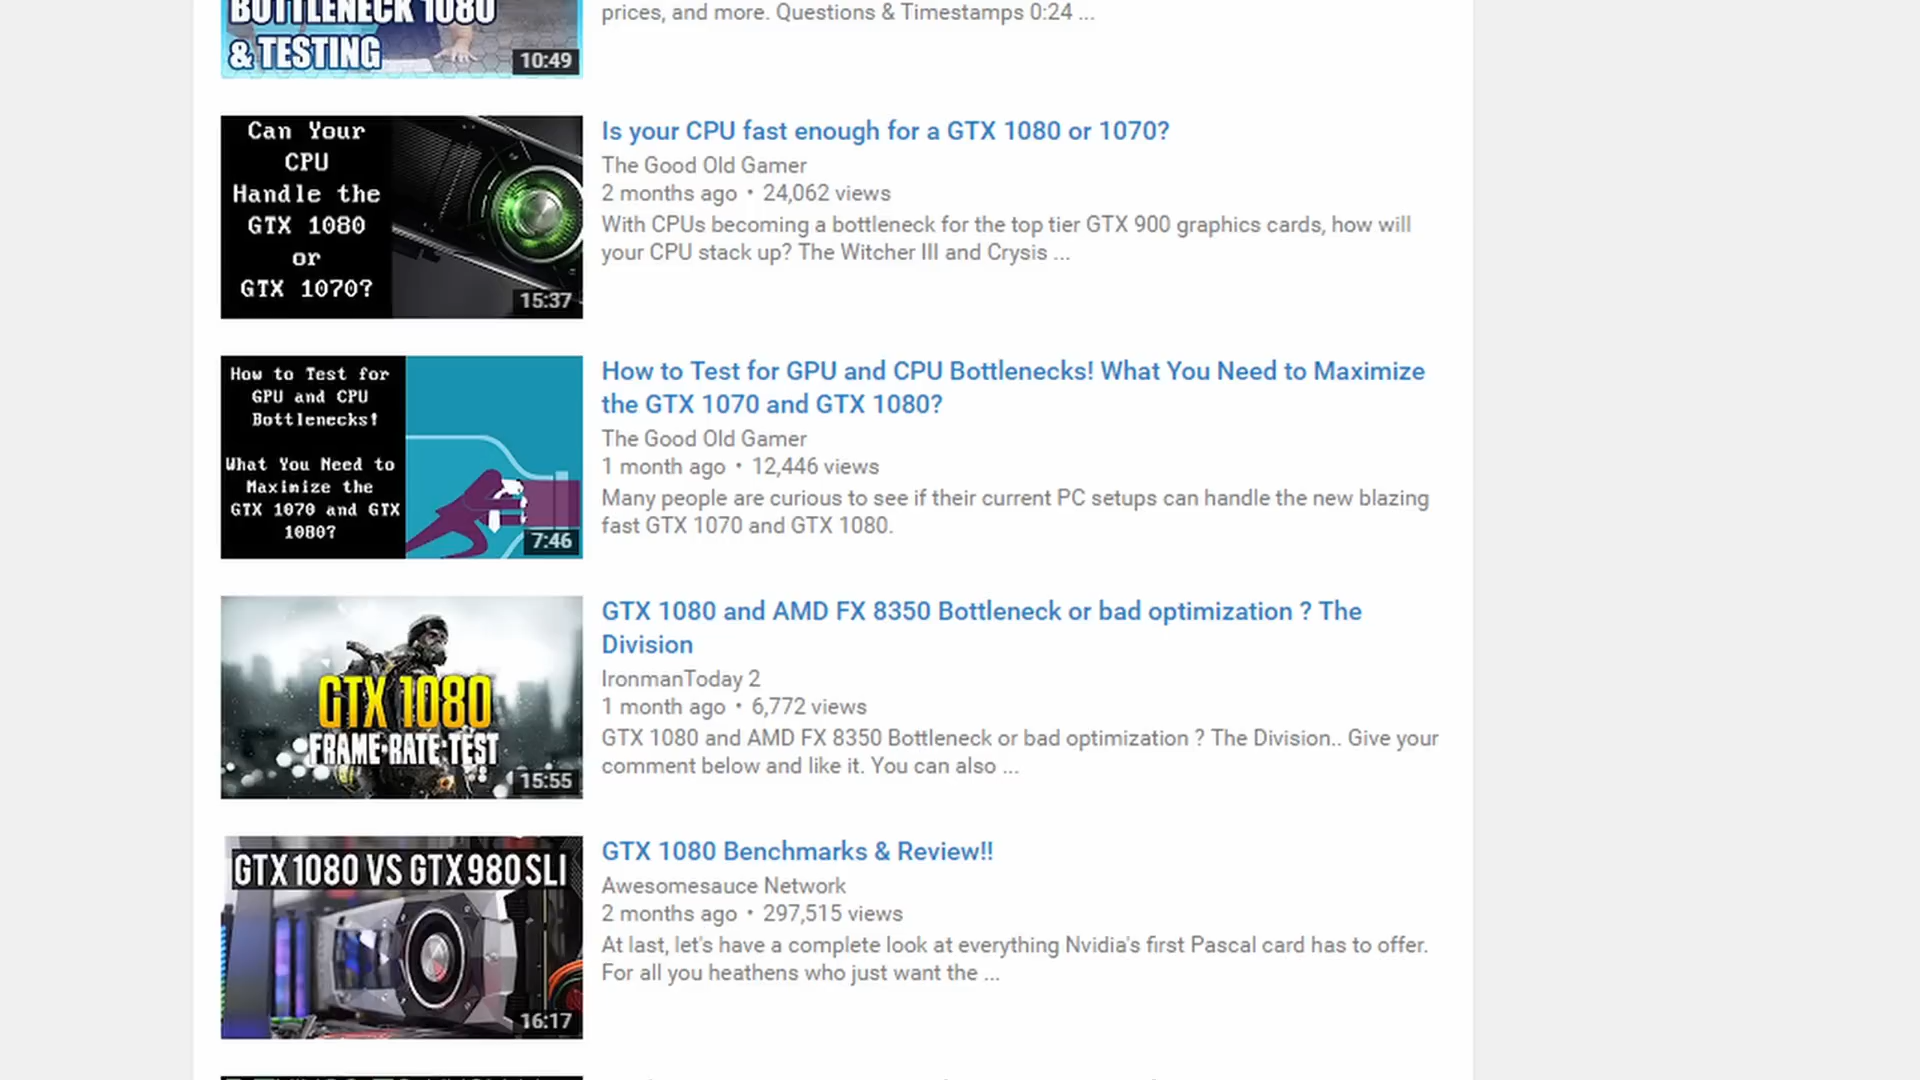 BOTTLENECK 1080
& TESTING
10:49
prices, and more. Questions & Timestamps 0:24 ...
Can Your
CPU
Handle the
GTX 1080
or
GTX 1070?
15:37
Is your CPU fast enough for a GTX 1080 or 1070?
The Good Old Gamer
2 months ago • 24,062 views
With CPUs becoming a bottleneck for the top tier GTX 900 graphics cards, how will
your CPU stack up? The Witcher III and Crysis ...
How to Test for
GPU and CPU
Bottlenecks!
What You Need to
Maximize the
GTX 1070 and GTX
1080?
7:46
How to Test for GPU and CPU Bottlenecks! What You Need to Maximize
the GTX 1070 and GTX 1080?
The Good Old Gamer
1 month ago • 12,446 views
Many people are curious to see if their current PC setups can handle the new blazing
fast GTX 1070 and GTX 1080.
GTX 1080
FRAME-RATE-TEST
15:55
GTX 1080 and AMD FX 8350 Bottleneck or bad optimization ? The
Division
IronmanToday 2
1 month ago • 6,772 views
GTX 1080 and AMD FX 8350 Bottleneck or bad optimization ? The Division.. Give your
comment below and like it. You can also ...
GTX 1080 VS GTX 980 SLI
16:17
GTX 1080 Benchmarks & Review!!
Awesomesauce Network
2 months ago • 297,515 views
At last, let's have a complete look at everything Nvidia's first Pascal card has to offer.
For all you heathens who just want the ...